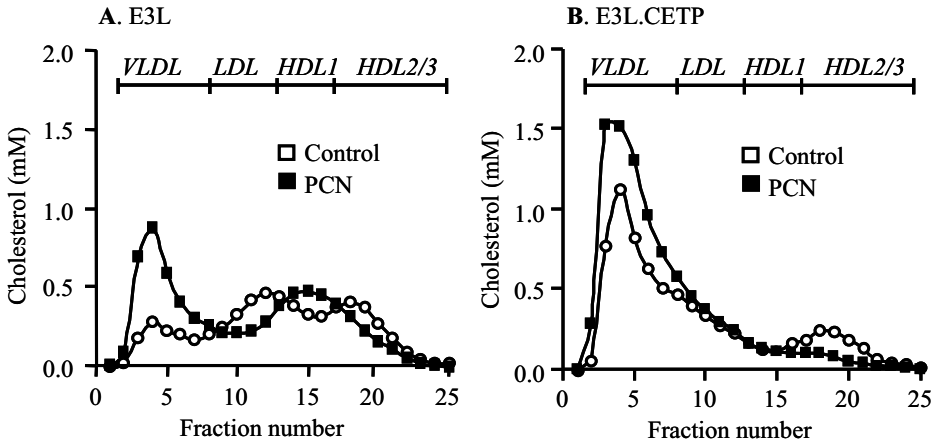 A. E3L
B. E3L.CETP
2.0
1.5
1.0
0.5
0.0
Cholesterol (mM)
VLDL LDL HDL1 HDL2/3
Control
PCN
0 5 10 15 20 25
Fraction number
2.0
1.5
1.0
0.5
0.0
Cholesterol (mM)
VLDL LDL HDL1 HDL2/3
Control
PCN
0 5 10 15 20 25
Fraction number